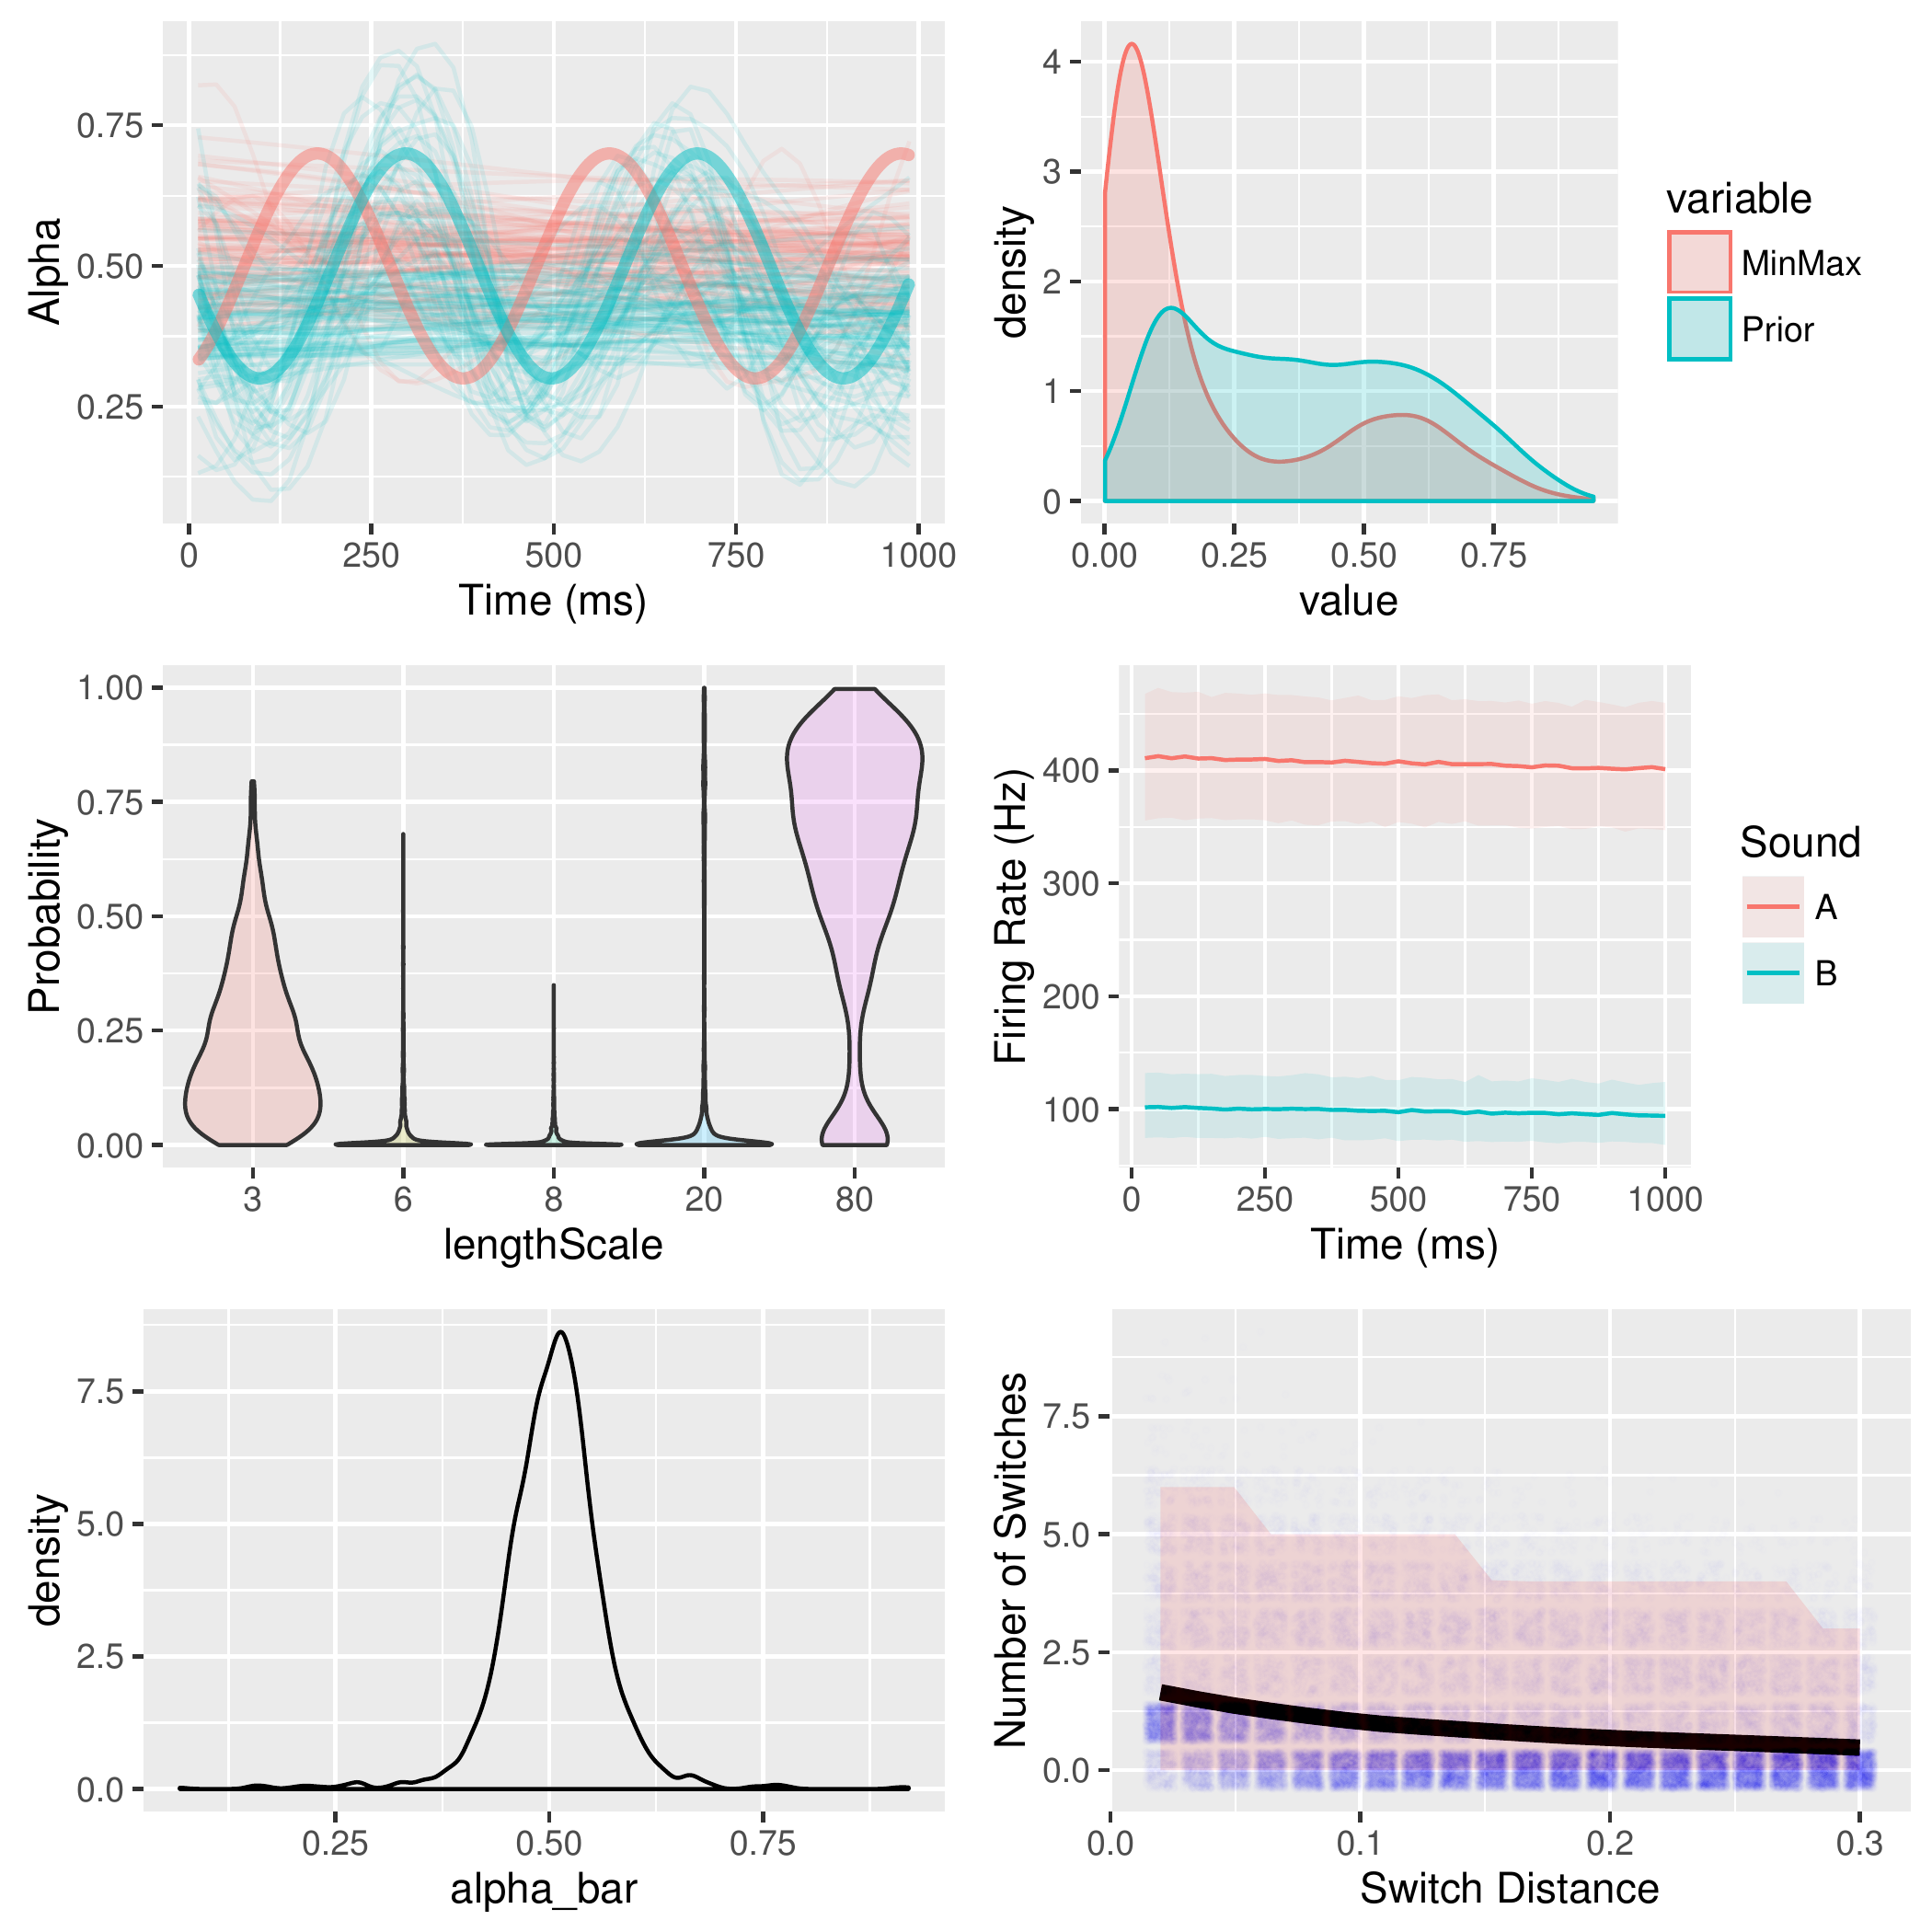 Alpha
0.75
0.50
0.25
0 250 500 750 1000
Time (ms)
density
4
3
2
1
0
0.00 0.25 0.50 0.75
value
variable
MinMax
Prior
Probability
1.00
0.75
0.50
0.25
0.00
3 6 8 20 80
lengthScale
Firing Rate (Hz)
400
300
200
100
0 250 500 750 1000
Time (ms)
Sound
A
B
density
7.5
5.0
2.5
0.0
0.25 0.50 0.75
alpha_bar
Number of Switches
7.5
5.0
2.5
0.0
0.0 0.1 0.2 0.3
Switch Distance